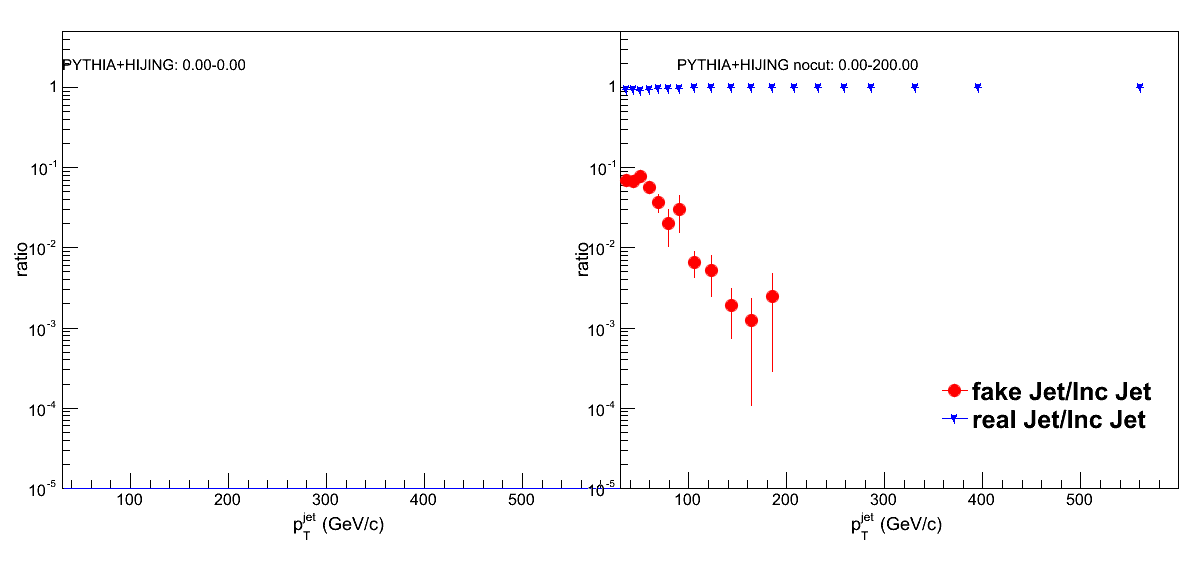 PYTHIA+HIJING: 0.00-0.00
ratio
1
10^-1
10^-2
10^-3
10^-4
10^-5
100 200 300 400 500
p_T^jet (GeV/c)
PYTHIA+HIJING nocut: 0.00-200.00
ratio
1
10^-1
10^-2
10^-3
10^-4
10^-5
fake Jet/Inc Jet
real Jet/Inc Jet
100 200 300 400 500
p_T^jet (GeV/c)